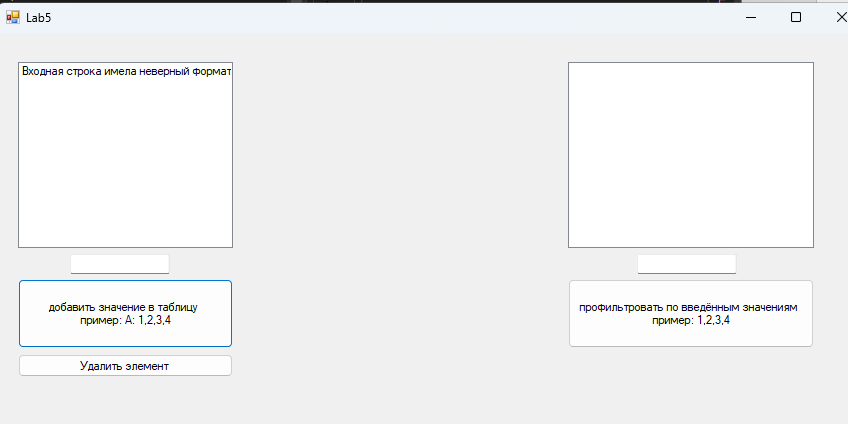 Lab5
Входная строка имела неверный формат
добавить значение в таблицу
пример: А: 1,2,3,4
Удалить элемент
профильтровать по введённым значениям
пример: 1,2,3,4